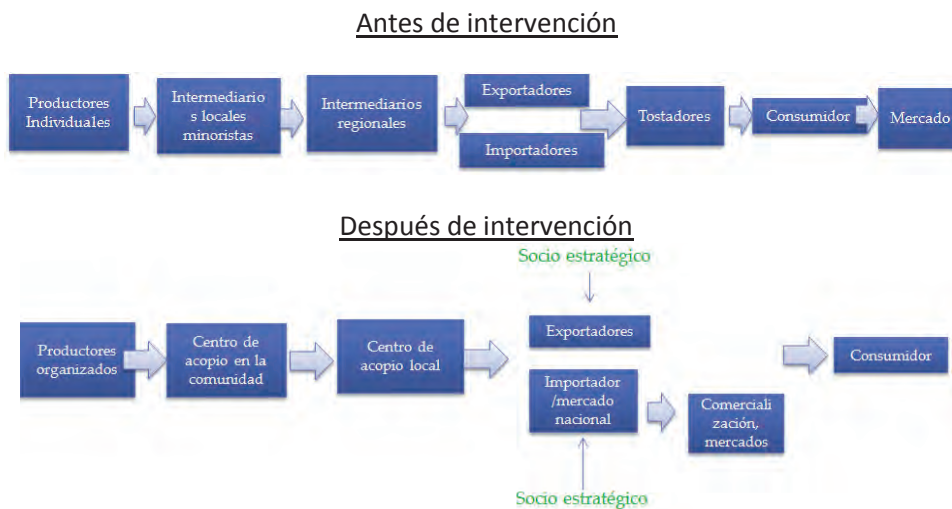 Antes de intervención
Productores
Individuales
Intermediario
s locales
minoristas
Intermediarios
regionales
Exportadores
Importadores
Tostadores
Consumidor
Mercado
Después de intervención
Socio estratégico
Productores
organizados
Centro de
acopio en la
comunidad
Centro de
acopio local
Exportadores
Importador
/mercado
nacional
Comerciali
zación,
mercados
Consumidor
Socio estratégico